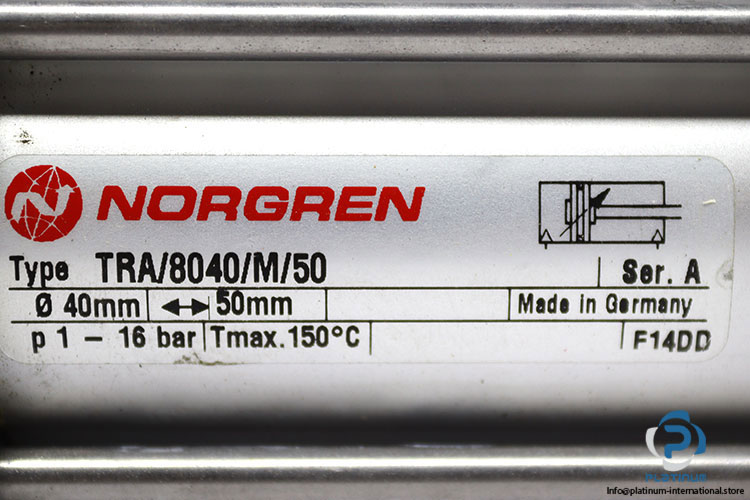 NORGREN
Type TRA/8040/M/50 Ser. A
Ø 40mm 50mm Made in Germany
p 1 – 16 bar Tmax.150°C F14DD
PLATINUM
Info@platinum-international.store